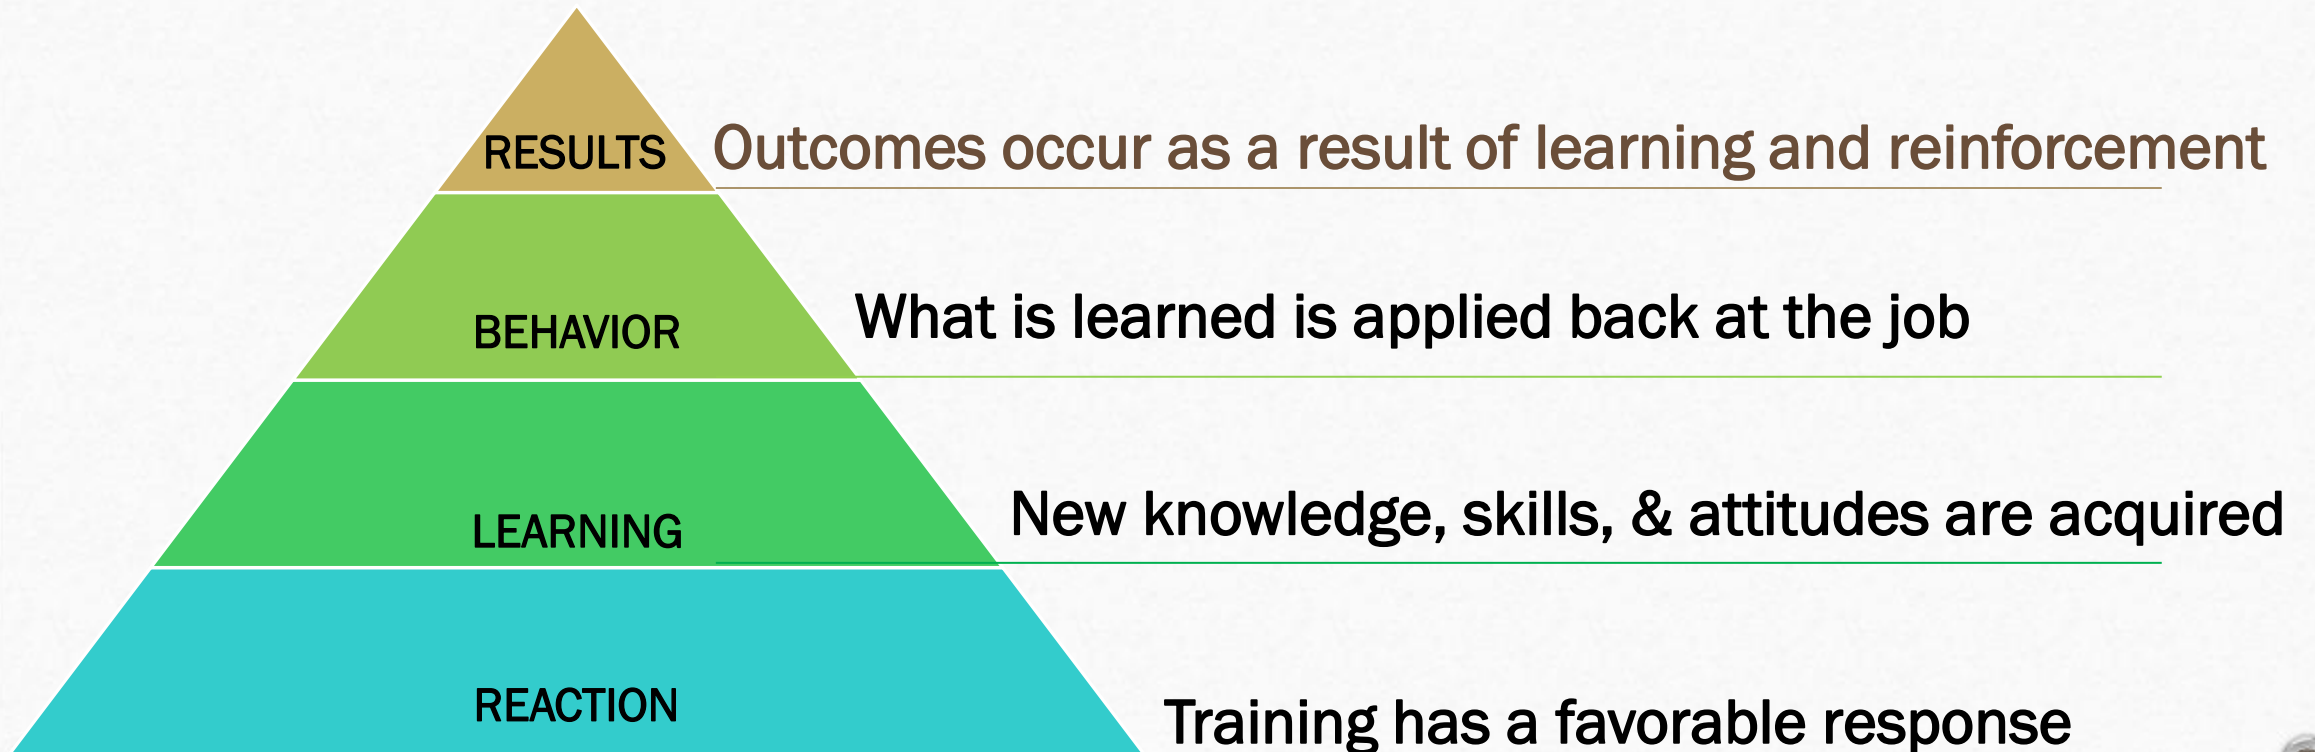 RESULTS
Outcomes occur as a result of learning and reinforcement
BEHAVIOR
What is learned is applied back at the job
LEARNING
New knowledge, skills, & attitudes are acquired
REACTION
Training has a favorable response